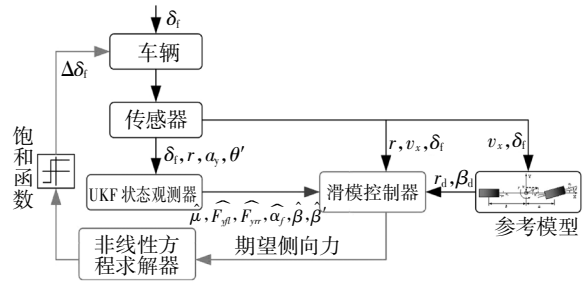 δf
车辆
Δδf
传感器
饱和函数
δf, r, ay, θ′
r, vx, δf
vx, δf
UKF 状态观测器
滑模控制器
rd, βd
μ̂, F̂yfl, F̂yrr, α̂f, β̂, β̂′
参考模型
非线性方程求解器
期望侧向力